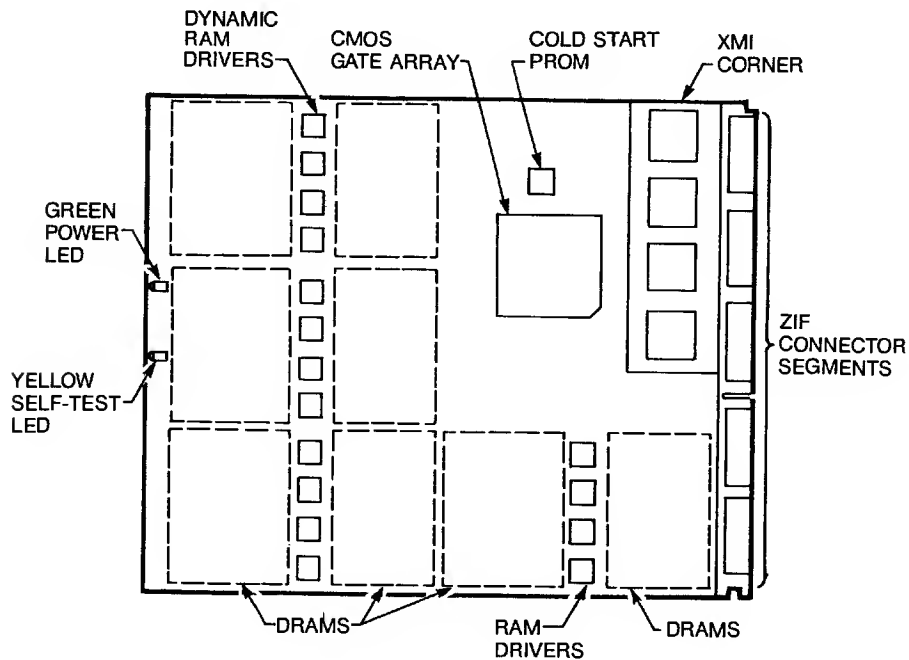 DYNAMIC
RAM
DRIVERS
CMOS
GATE ARRAY
COLD START
PROM
XMI
CORNER
GREEN
POWER
LED
YELLOW
SELF-TEST
LED
ZIF
CONNECTOR
SEGMENTS
DRAMS
RAM
DRIVERS
DRAMS